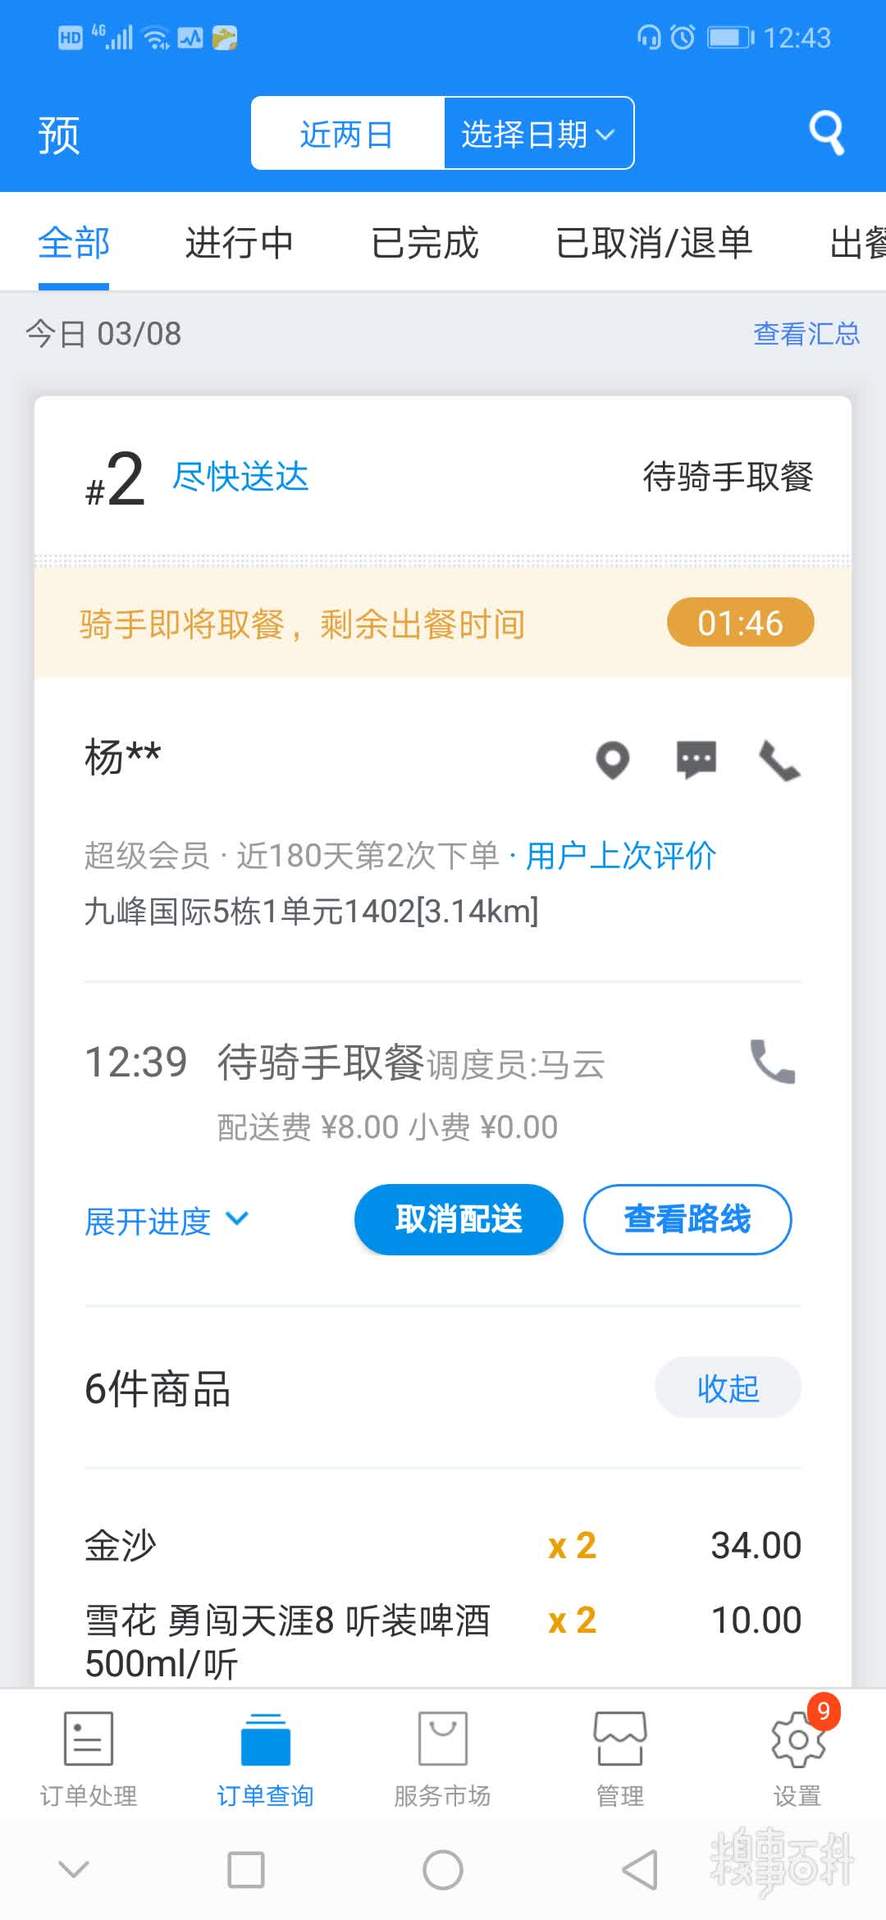 HD 4G 12:43
预 近两日 选择日期
全部 进行中 已完成 已取消/退单 出餐
今日 03/08 查看汇总
#2 尽快送达 待骑手取餐
骑手即将取餐，剩余出餐时间 01:46
杨**
超级会员 · 近180天第2次下单 · 用户上次评价
九峰国际5栋1单元1402[3.14km]
12:39 待骑手取餐调度员:马云
配送费 ¥8.00 小费 ¥0.00
展开进度 取消配送 查看路线
6件商品 收起
金沙 x 2 34.00
雪花 勇闯天涯8 听装啤酒 x 2 10.00
500ml/听
9
订单处理 订单查询 服务市场 管理 设置
糗事百科